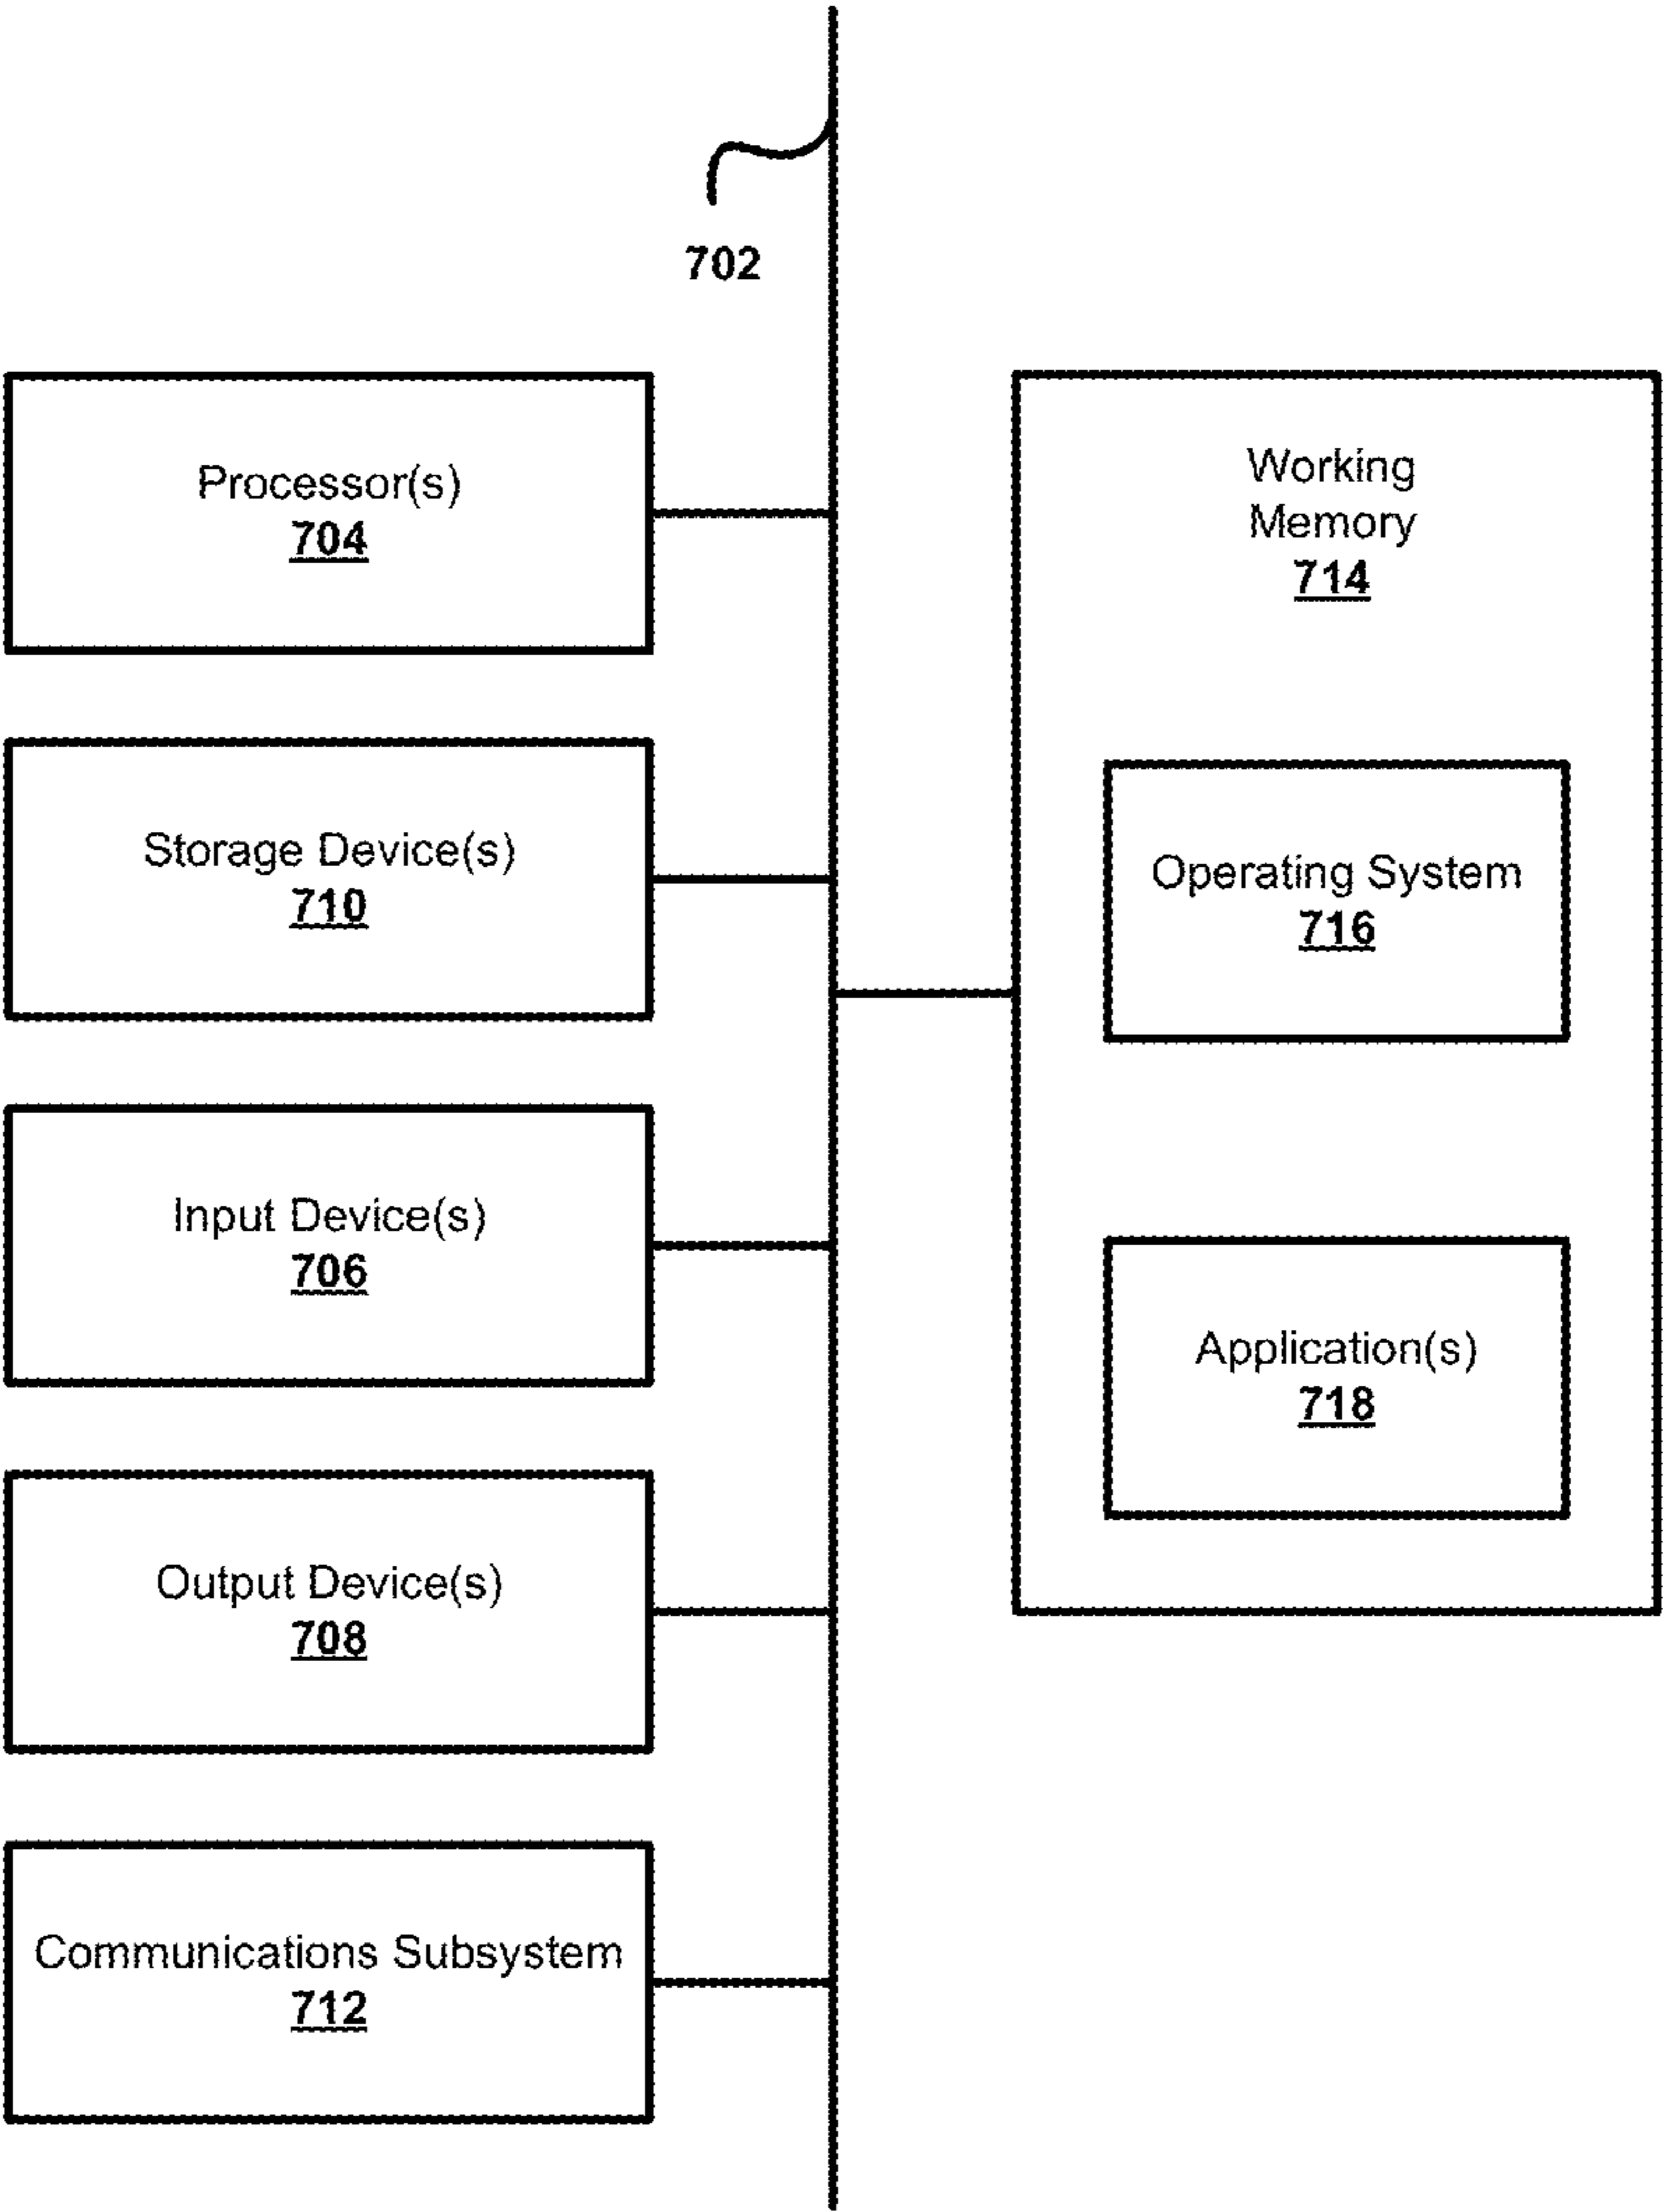 702
Processor(s)
704
Storage Device(s)
710
Input Device(s)
706
Output Device(s)
708
Communications Subsystem
712
Working
Memory
714
Operating System
716
Application(s)
718